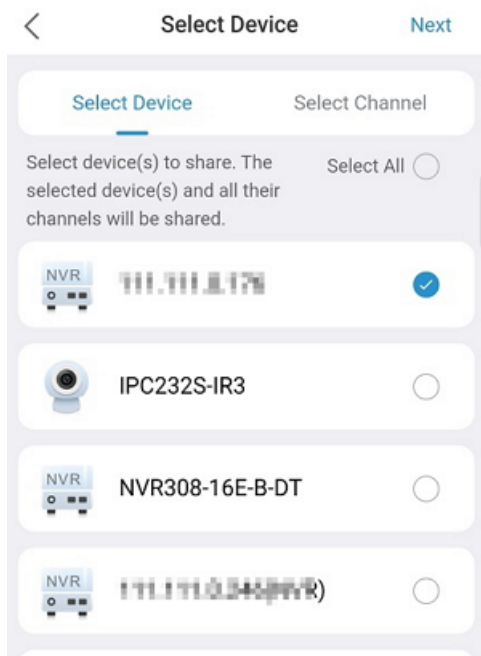 Select Device
Next
Select Device
Select Channel
Select device(s) to share. The
selected device(s) and all their
channels will be shared.
Select All
NVR
NVR
IPC232S-IR3
NVR308-16E-B-DT
NVR